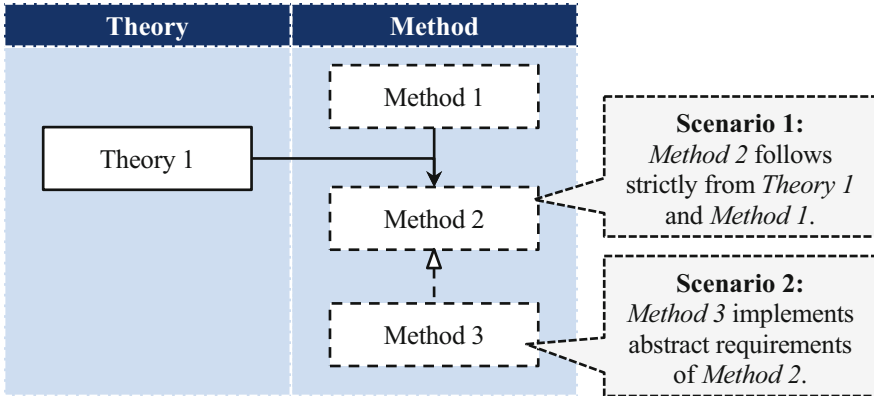 Theory
Method
Method 1
Theory 1
Method 2
Method 3
Scenario 1:
Method 2 follows
strictly from Theory 1
and Method 1.
Scenario 2:
Method 3 implements
abstract requirements
of Method 2.